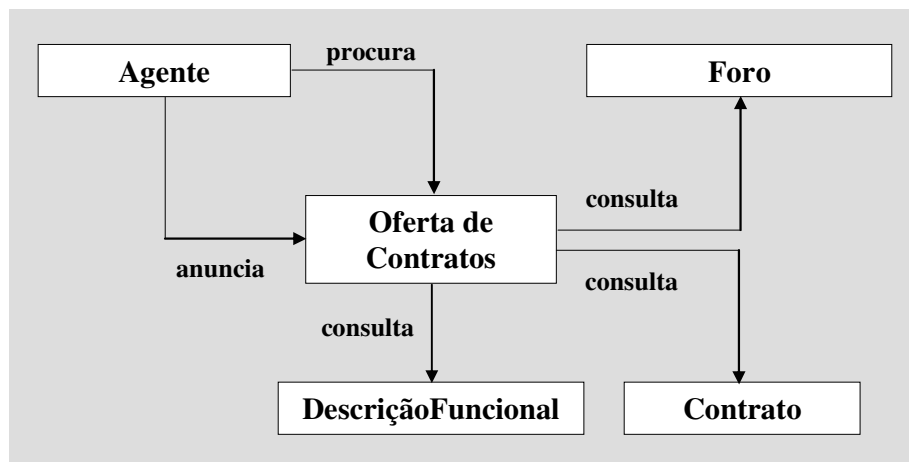 procura
Agente
Foro
consulta
Oferta de
Contratos
anuncia
consulta
consulta
DescriçãoFuncional
Contrato